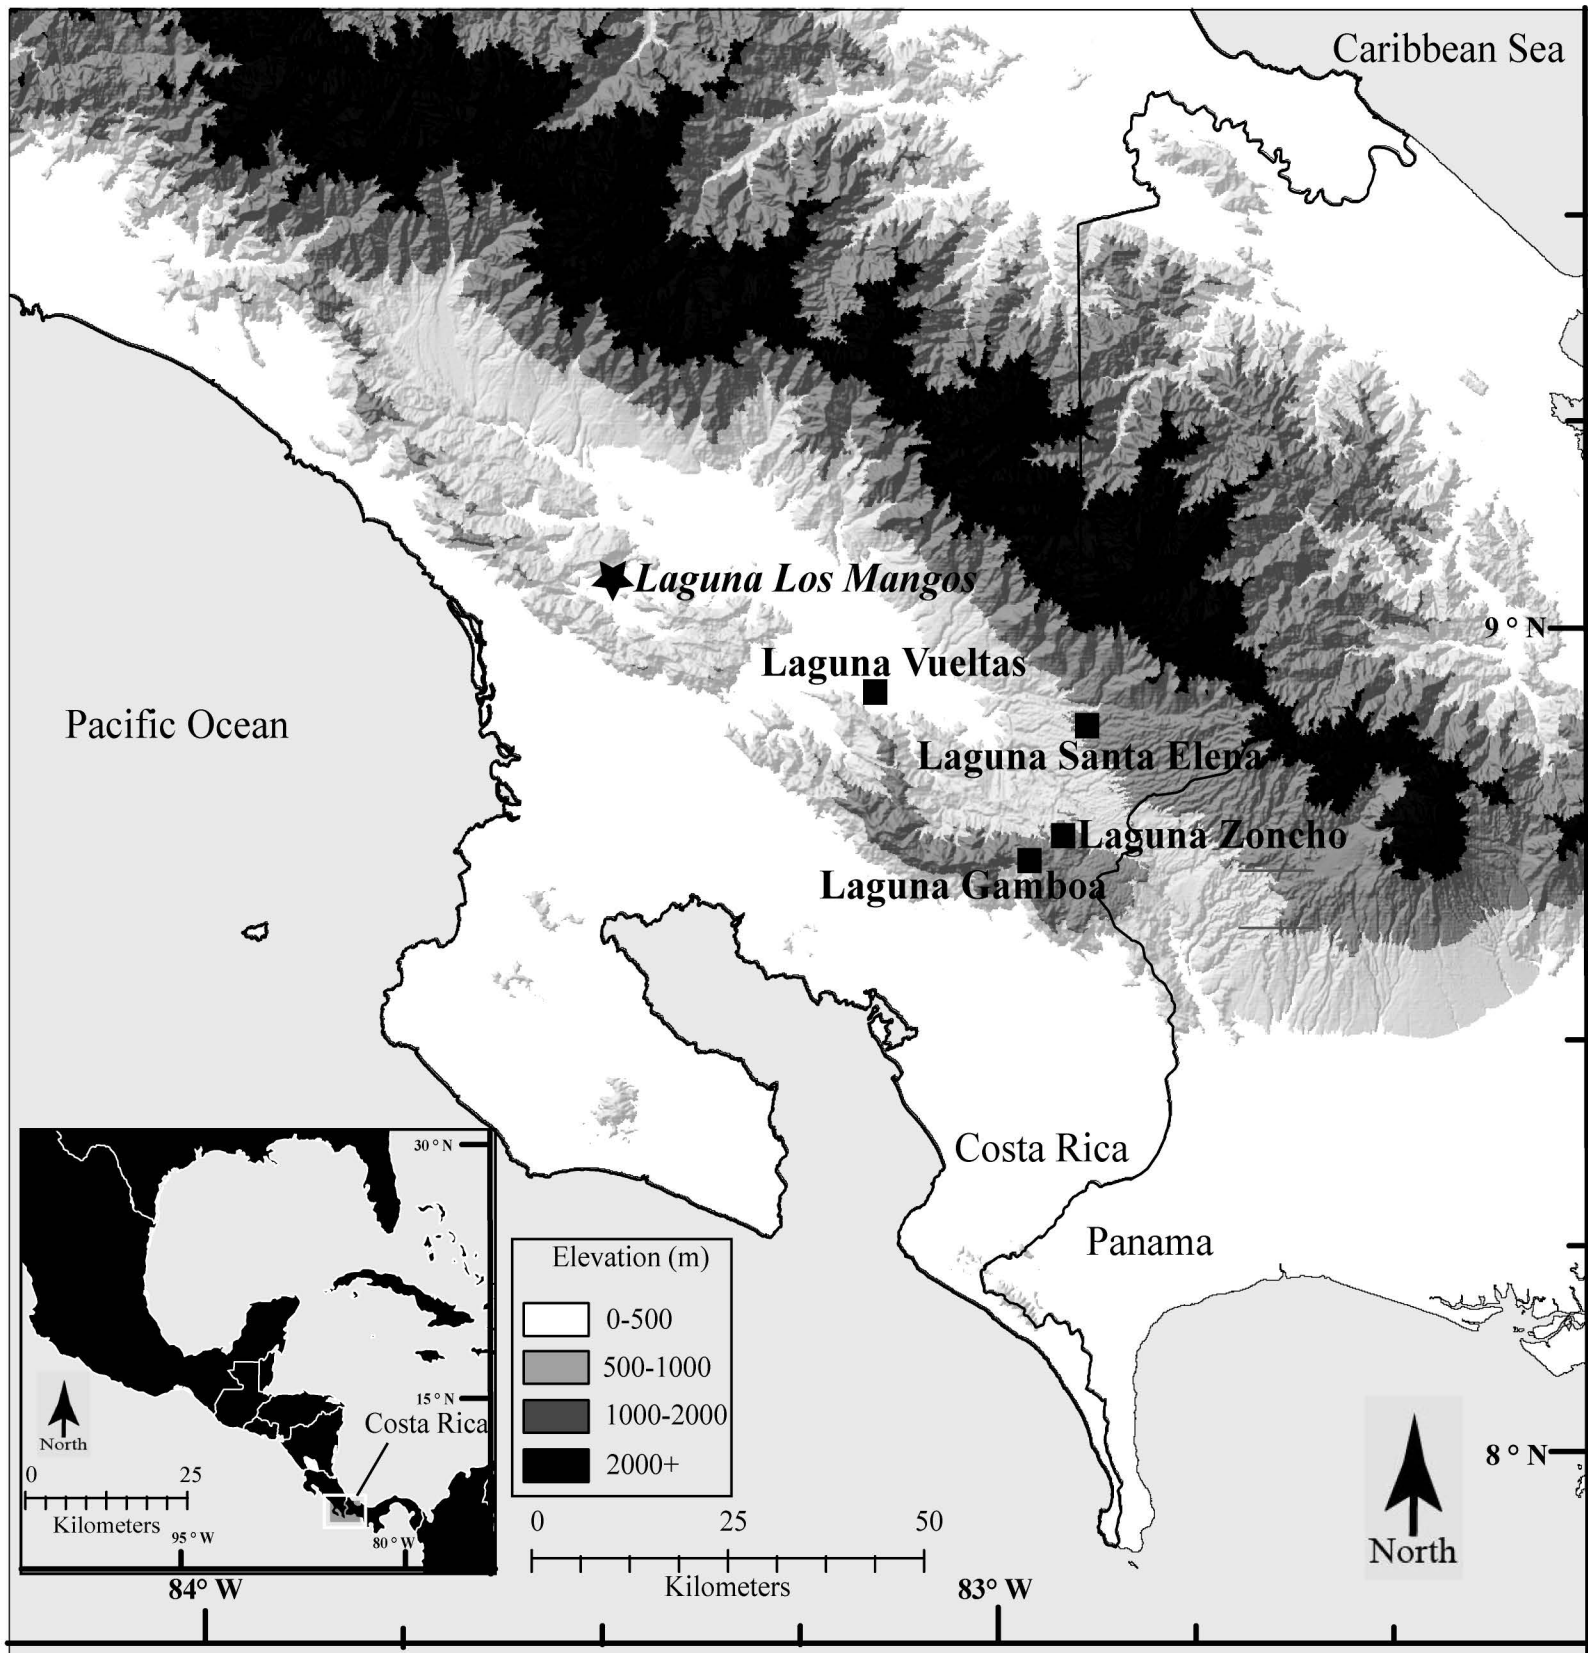 Caribbean Sea
Laguna Los Mangos
9° N
Laguna Vueltas
Pacific Ocean
Laguna Santa Elena
Laguna Zoncho
Laguna Gamboa
Costa Rica
Panama
30° N
15° N
Costa Rica
North
0 25
Kilometers
95° W
80° W
Elevation (m)
0-500
500-1000
1000-2000
2000+
0 25 50
Kilometers
8° N
North
84° W
83° W